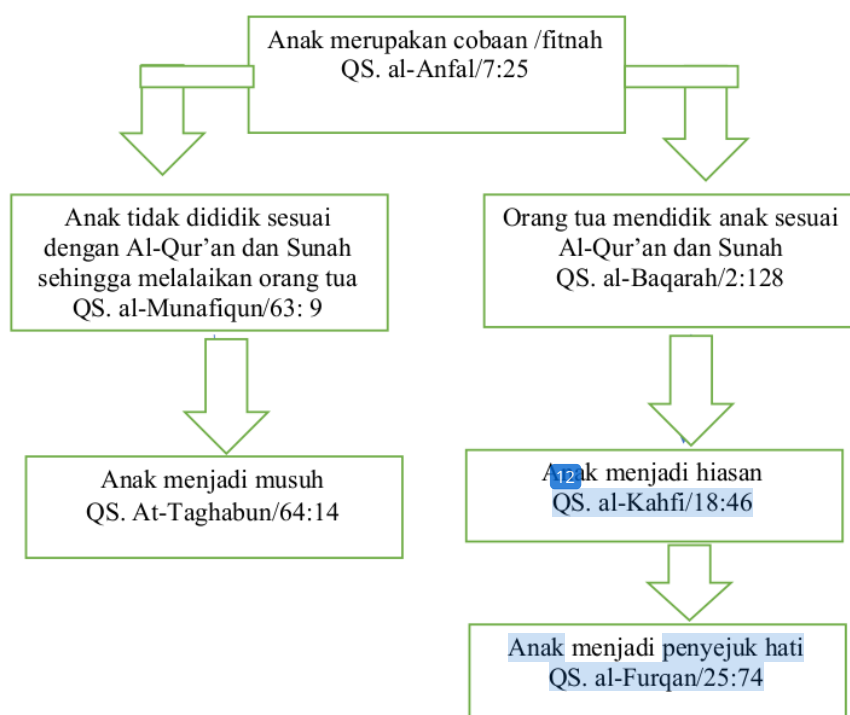 Anak merupakan cobaan /fitnah
QS. al-Anfal/7:25
Anak tidak dididik sesuai
dengan Al-Qur’an dan Sunah
sehingga melalaikan orang tua
QS. al-Munafiqun/63: 9
Orang tua mendidik anak sesuai
Al-Qur’an dan Sunah
QS. al-Baqarah/2:128
Anak menjadi musuh
QS. At-Taghabun/64:14
Anak menjadi hiasan
12
QS. al-Kahfi/18:46
Anak menjadi penyejuk hati
QS. al-Furqan/25:74